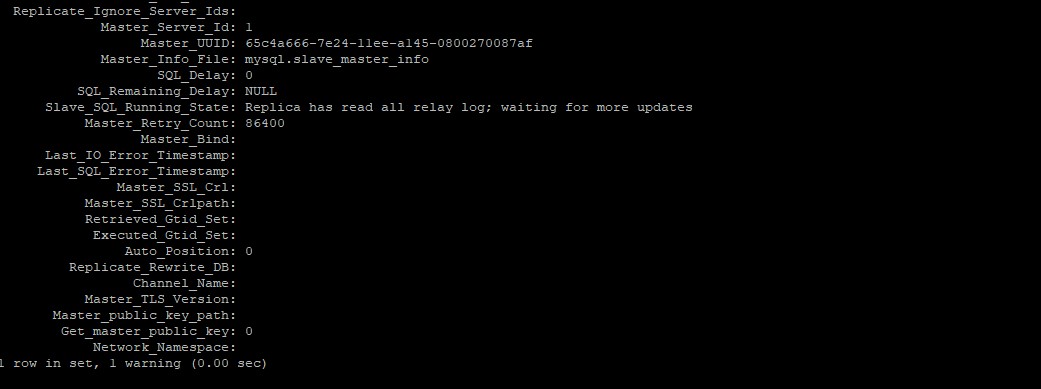 Replicate_Ignore_Server_Ids:
Master_Server_Id: 1
Master_UUID: 65c4a666-7e24-11ee-a145-0800270087af
Master_Info_File: mysql.slave_master_info
SQL_Delay: 0
SQL_Remaining_Delay: NULL
Slave_SQL_Running_State: Replica has read all relay log; waiting for more updates
Master_Retry_Count: 86400
Master_Bind:
Last_IO_Error_Timestamp:
Last_SQL_Error_Timestamp:
Master_SSL_Crl:
Master_SSL_Crlpath:
Retrieved_Gtid_Set:
Executed_Gtid_Set:
Auto_Position: 0
Replicate_Rewrite_DB:
Channel_Name:
Master_TLS_Version:
Master_public_key_path:
Get_master_public_key: 0
Network_Namespace:
1 row in set, 1 warning (0.00 sec)